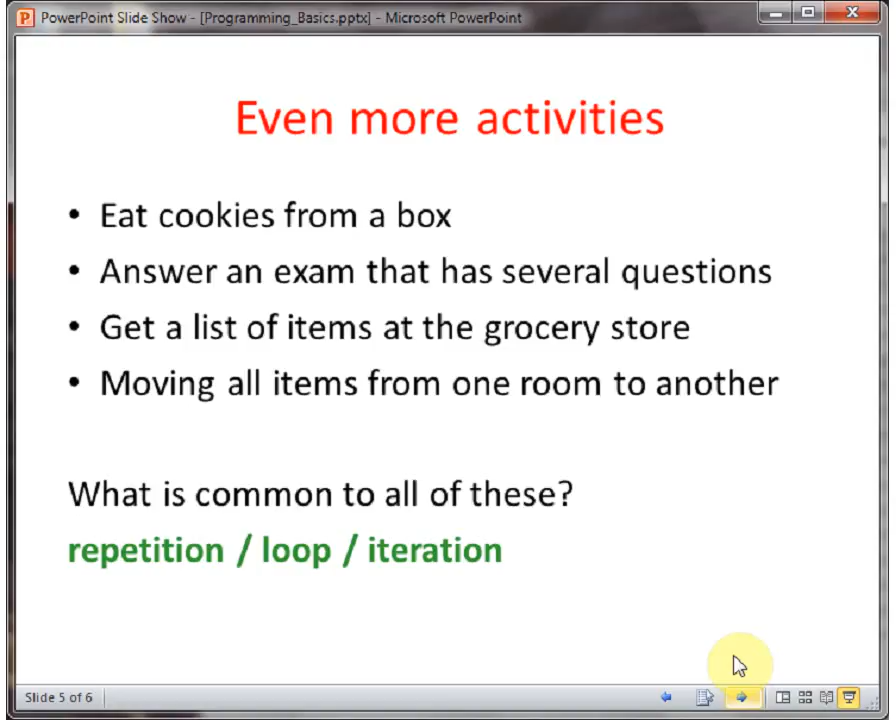 PowerPoint Slide Show - [Programming_Basics.pptx] - Microsoft PowerPoint
Even more activities
• Eat cookies from a box
• Answer an exam that has several questions
• Get a list of items at the grocery store
• Moving all items from one room to another
What is common to all of these?
repetition / loop / iteration
Slide 5 of 6